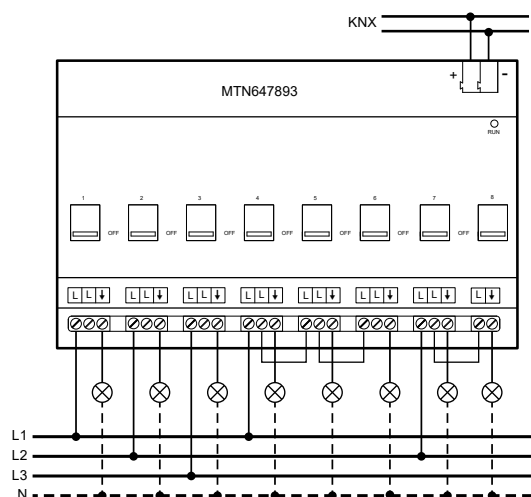 KNX
+ -
MTN647893
RUN
1 2 3 4 5 6 7 8
OFF OFF OFF OFF OFF OFF OFF
L L ↓ L L ↓ L L ↓ L L ↓ L L ↓ L L ↓ L L ↓ L ↓
L1
L2
L3
N